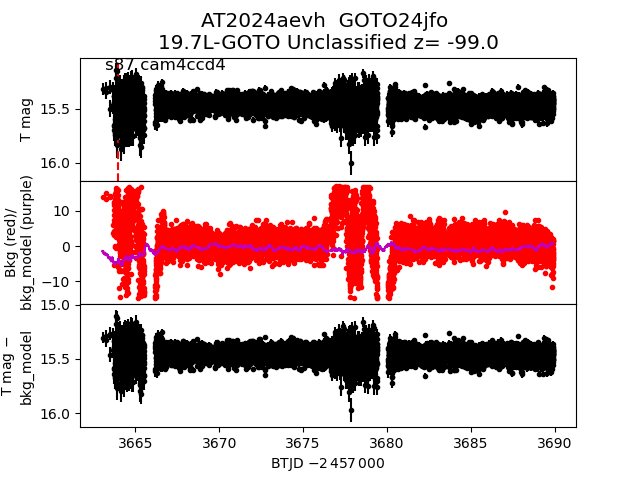 AT2024aevh  GOTO24jfo
19.7L-GOTO Unclassified z= -99.0
s87 cam4ccd4
T mag
15.5
16.0
Bkg (red)/
bkg_model (purple)
10
0
−10
T mag −
bkg_model
15.0
15.5
16.0
3665 3670 3675 3680 3685 3690
BTJD −2 457 000